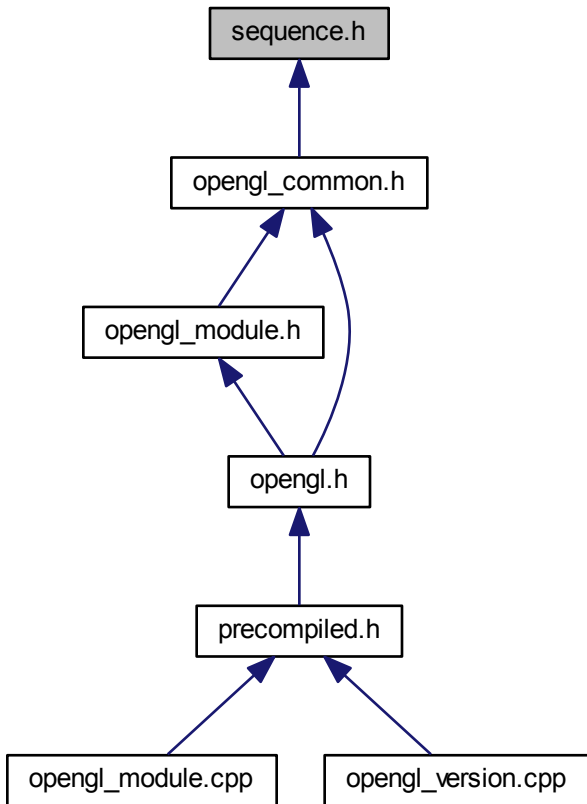 sequence.h
opengl_common.h
opengl_module.h
opengl.h
precompiled.h
opengl_module.cpp
opengl_version.cpp